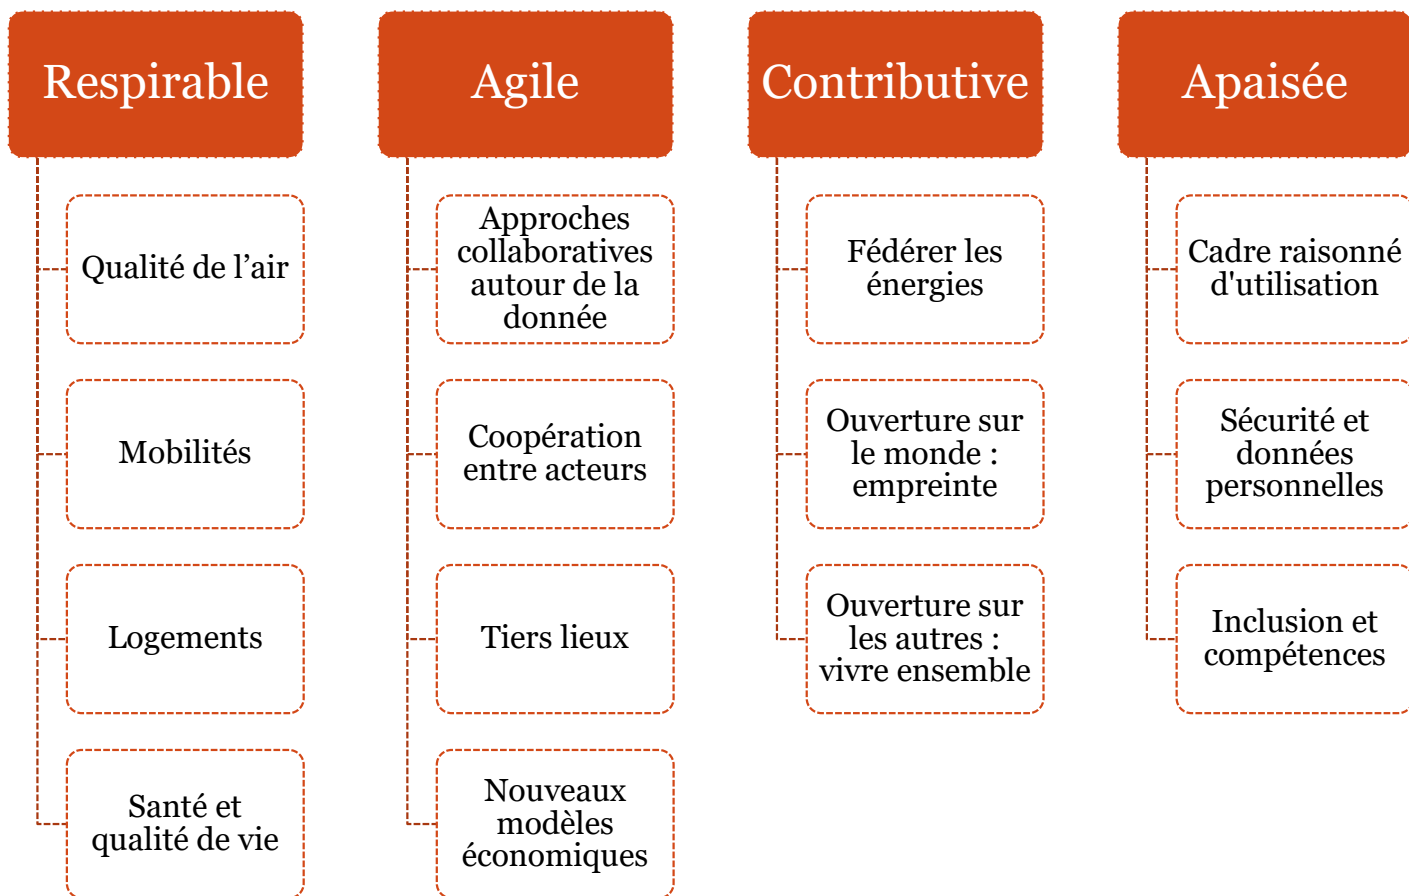 Respirable
Qualité de l’air
Mobilités
Logements
Santé et
qualité de vie
Agile
Approches
collaboratives
autour de la
donnée
Coopération
entre acteurs
Tiers lieux
Nouveaux
modèles
économiques
Contributive
Fédérer les
énergies
Ouverture sur
le monde :
empreinte
Ouverture sur
les autres :
vivre ensemble
Apaisée
Cadre raisonné
d'utilisation
Sécurité et
données
personnelles
Inclusion et
compétences